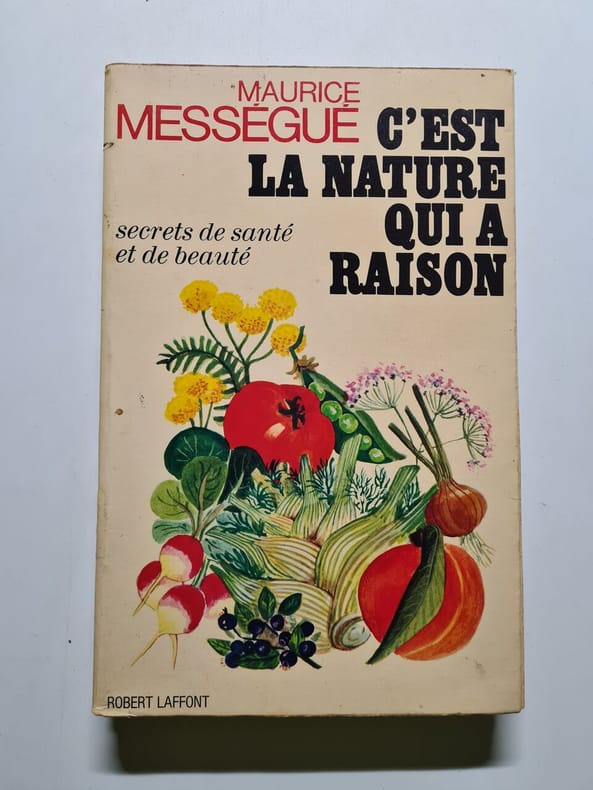 MAURICE
MESSÉGUÉ
C'EST
LA NATURE
QUI A
RAISON
secrets de santé
et de beauté
ROBERT LAFFONT